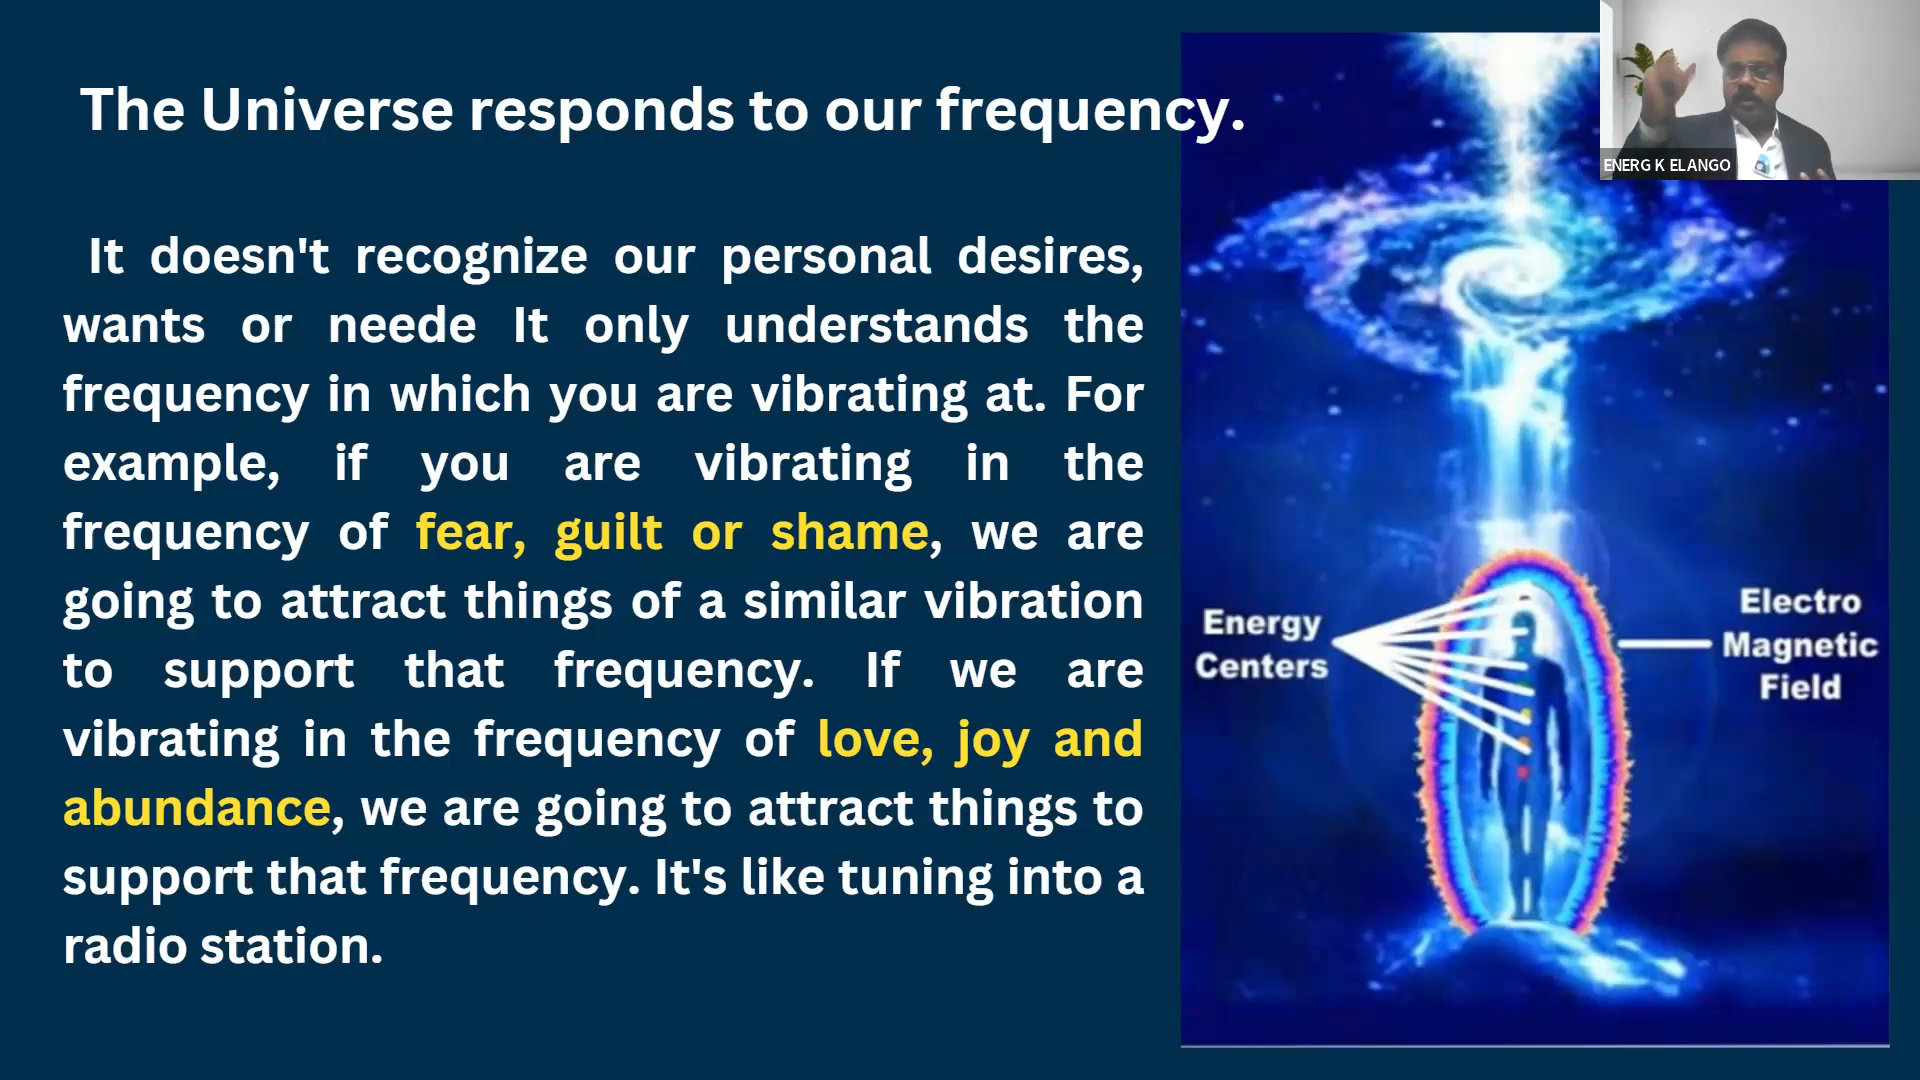 The Universe responds to our frequency.
ENERG K ELANGO
It doesn't recognize our personal desires,
wants or neede It only understands the
frequency in which you are vibrating at. For
example, if you are vibrating in the
frequency of fear, guilt or shame, we are
going to attract things of a similar vibration
to support that frequency. If we are
vibrating in the frequency of love, joy and
abundance, we are going to attract things to
support that frequency. It's like tuning into a
radio station.
Energy
Centers
Electro
Magnetic
Field